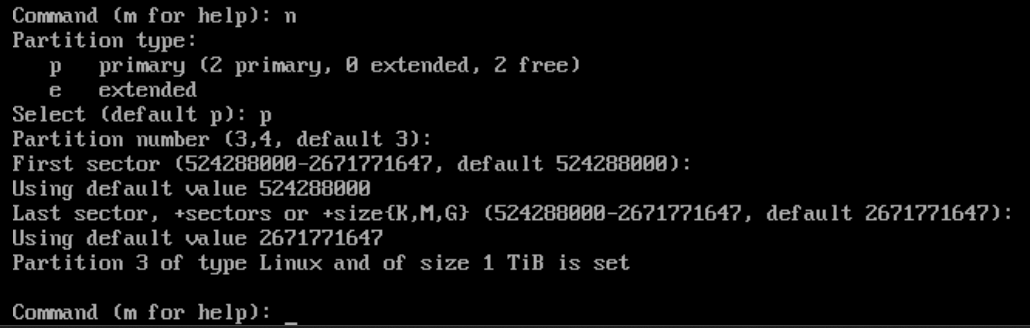 Command (m for help): n
Partition type:
   p   primary (2 primary, 0 extended, 2 free)
   e   extended
Select (default p): p
Partition number (3,4, default 3):
First sector (524288000-2671771647, default 524288000):
Using default value 524288000
Last sector, +sectors or +size{K,M,G} (524288000-2671771647, default 2671771647):
Using default value 2671771647
Partition 3 of type Linux and of size 1 TiB is set
Command (m for help): _